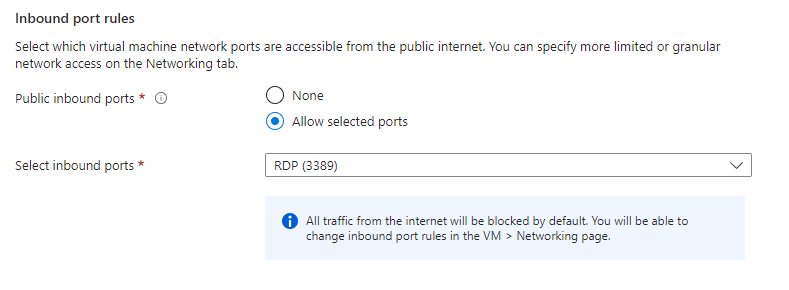 Inbound port rules
Select which virtual machine network ports are accessible from the public internet. You can specify more limited or granular
network access on the Networking tab.
Public inbound ports *
None
Allow selected ports
Select inbound ports *
RDP (3389)
All traffic from the internet will be blocked by default. You will be able to
change inbound port rules in the VM > Networking page.